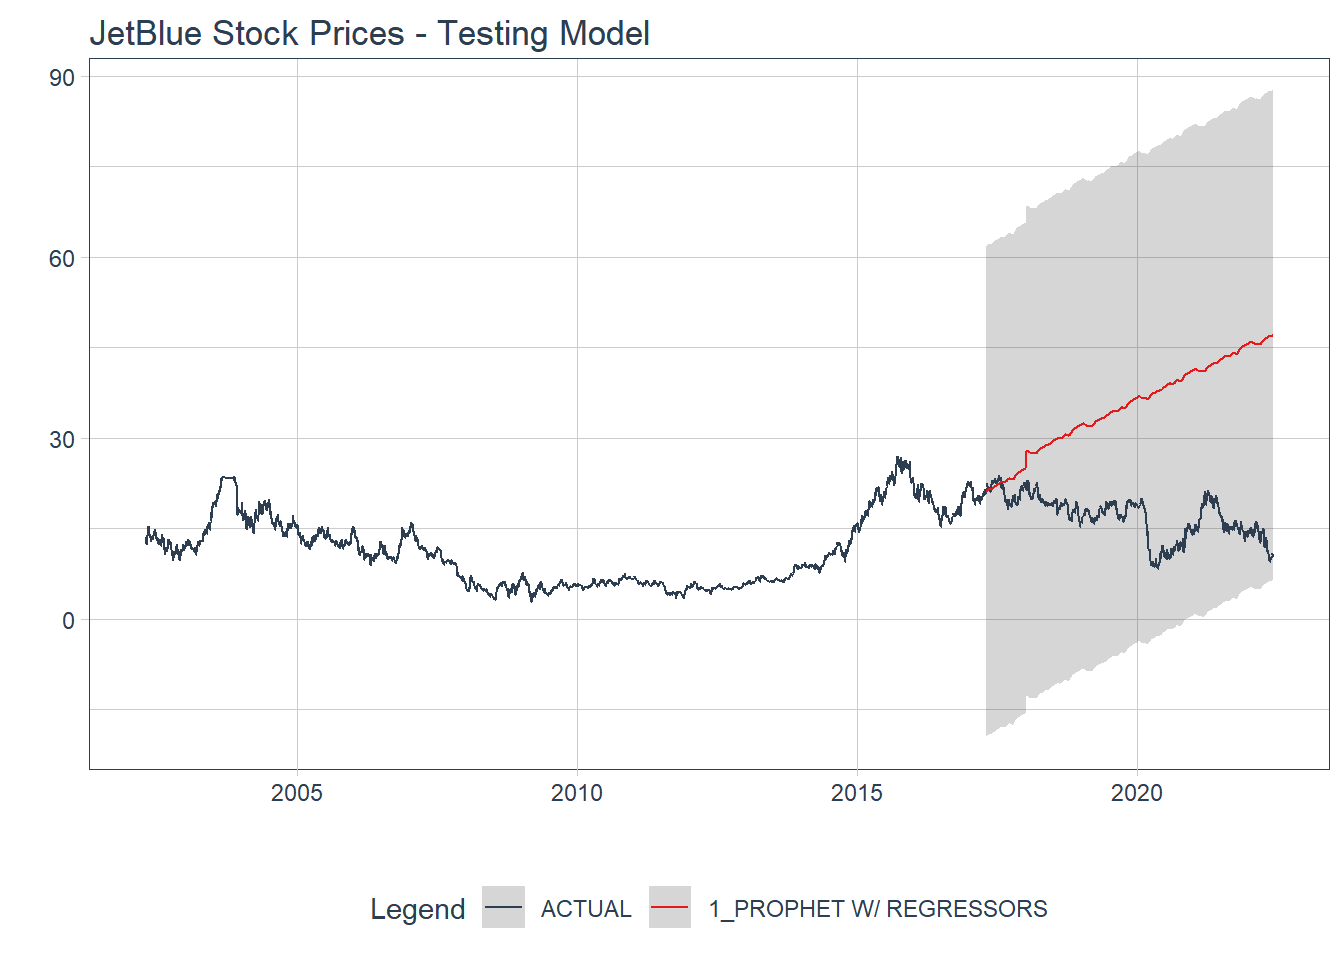 JetBlue Stock Prices - Testing Model
90
60
30
0
2005 2010 2015 2020
Legend ACTUAL 1_PROPHET W/ REGRESSORS